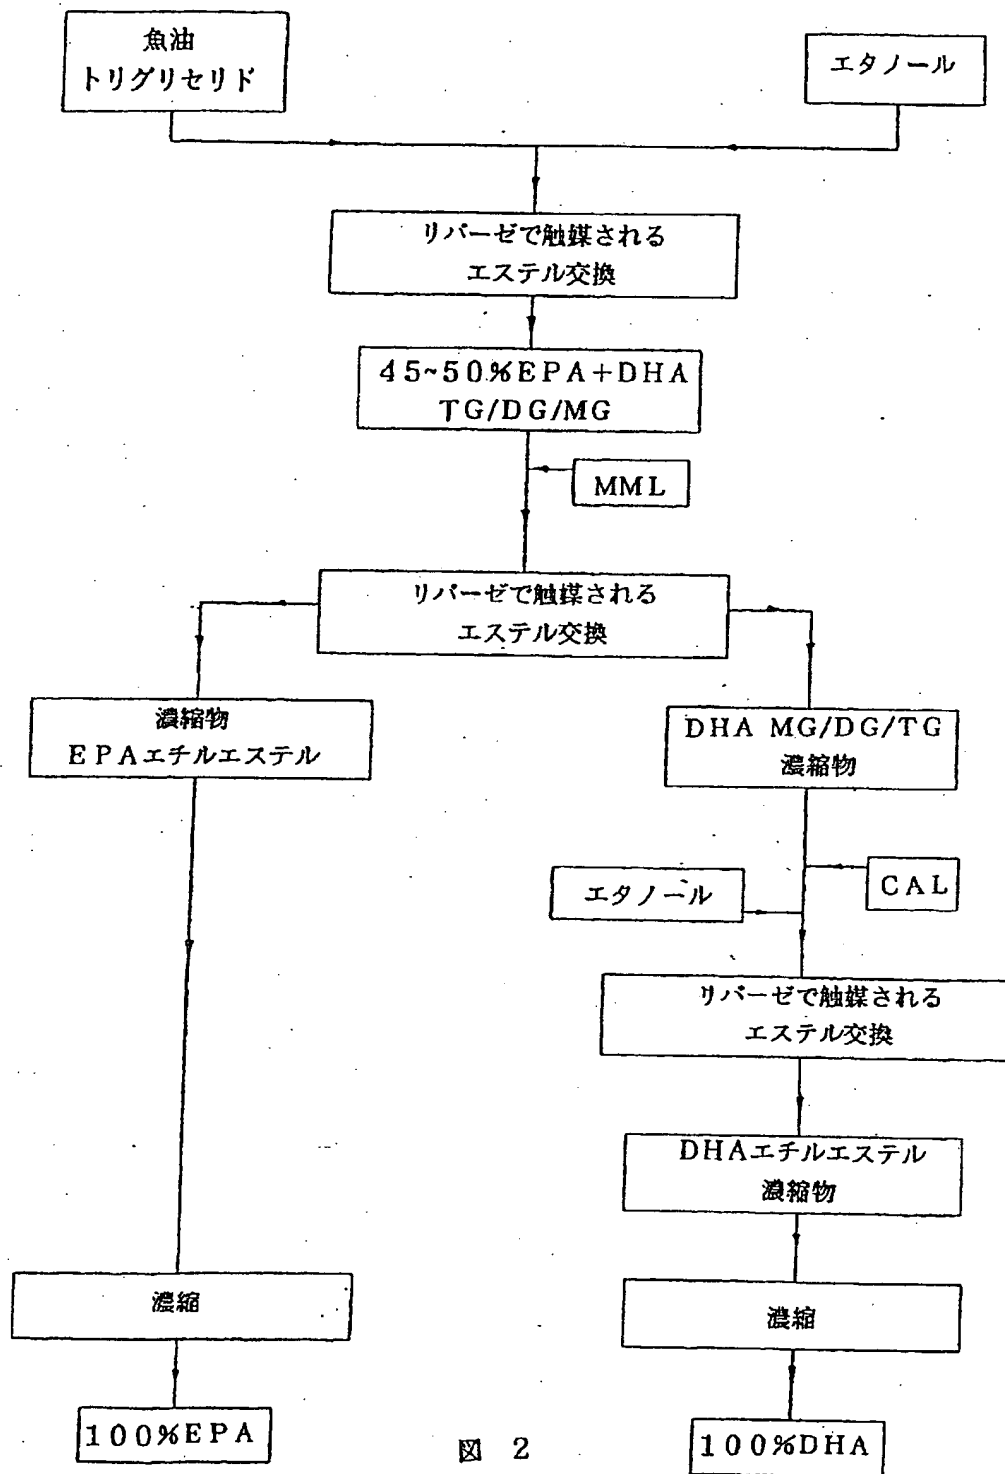 魚油
トリグリセリド
エタノール
リパーゼで触媒される
エステル交換
45~50%EPA+DHA
TG/DG/MG
MML
リパーゼで触媒される
エステル交換
濃縮物
EPAエチルエステル
DHA MG/DG/TG
濃縮物
エタノール
CAL
リパーゼで触媒される
エステル交換
DHAエチルエステル
濃縮物
濃縮
濃縮
100%EPA
100%DHA
図 2